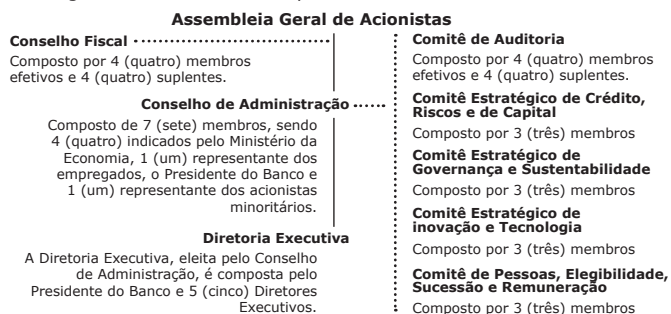 Assembleia Geral de Acionistas
Conselho Fiscal
Composto por 4 (quatro) membros
efetivos e 4 (quatro) suplentes.
Conselho de Administração
Composto de 7 (sete) membros, sendo
4 (quatro) indicados pelo Ministério da
Economia, 1 (um) representante dos
empregados, o Presidente do Banco e
1 (um) representante dos acionistas
minoritários.
Diretoria Executiva
A Diretoria Executiva, eleita pelo Conselho
de Administração, é composta pelo
Presidente do Banco e 5 (cinco) Diretores
Executivos.
Comitê de Auditoria
Composto por 4 (quatro) membros
efetivos e 4 (quatro) suplentes.
Comitê Estratégico de Crédito,
Riscos e de Capital
Composto por 3 (três) membros
Comitê Estratégico de
Governança e Sustentabilidade
Composto por 3 (três) membros
Comitê Estratégico de
inovação e Tecnologia
Composto por 3 (três) membros
Comitê de Pessoas, Elegibilidade,
Sucessão e Remuneração
Composto por 3 (três) membros